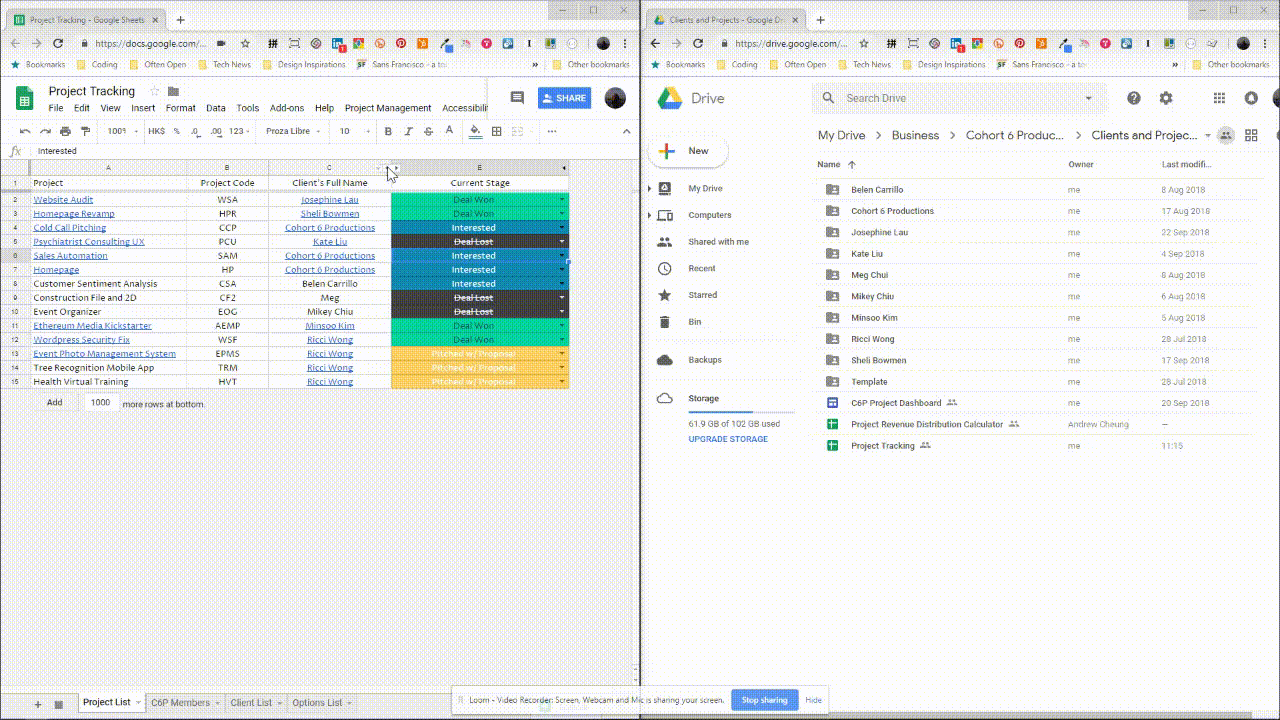 Project Tracking - Google Sheets
https://docs.google.com/...
Bookmarks Coding Often Open Tech News Design Inspirations SF Sans Francisco - a to » Other bookmarks
Project Tracking
File Edit View Insert Format Data Tools Add-ons Help Project Management Accessibili
SHARE
100% HK$ % .0 .00 123 Proza Libre 10 B I S A
fx Interested
A B C E
1 Project Project Code Client's Full Name Current Stage
2 Website Audit WSA Josephine Lau Deal Won
3 Homepage Revamp HPR Sheli Bowmen Deal Won
4 Cold Call Pitching CCP Cohort 6 Productions Interested
5 Psychiatrist Consulting UX PCU Kate Liu Deal Lost
6 Sales Automation SAM Cohort 6 Productions Interested
7 Homepage HP Cohort 6 Productions Interested
8 Customer Sentiment Analysis CSA Belen Carrillo Interested
9 Construction File and 2D CF2 Meg Deal Lost
10 Event Organizer EOG Mikey Chiu Deal Lost
11 Ethereum Media Kickstarter AEMP Minsoo Kim Deal Won
12 Wordpress Security Fix WSF Ricci Wong Deal Won
13 Event Photo Management System EPMS Ricci Wong Pitched w/ Proposal
14 Tree Recognition Mobile App TRM Ricci Wong Pitched w/ Proposal
15 Health Virtual Training HVT Ricci Wong Pitched w/ Proposal
Add 1000 more rows at bottom.
Project List C6P Members Client List Options List
Clients and Projects - Google Dri
https://drive.google.com/...
Bookmarks Coding Often Open Tech News Design Inspirations SF Sans Francisco - a to » Other bookmarks
Drive
Search Drive
New
My Drive
Computers
Shared with me
Recent
Starred
Bin
Backups
Storage
61.9 GB of 102 GB used
UPGRADE STORAGE
My Drive > Business > Cohort 6 Produc... > Clients and Projec...
Name Owner Last modifi...
Belen Carrillo me 8 Aug 2018
Cohort 6 Productions me 17 Aug 2018
Josephine Lau me 22 Sep 2018
Kate Liu me 4 Sep 2018
Meg Chui me 8 Aug 2018
Mikey Chiu me 6 Aug 2018
Minsoo Kim me 5 Aug 2018
Ricci Wong me 28 Jul 2018
Sheli Bowmen me 17 Sep 2018
Template me 28 Jul 2018
C6P Project Dashboard me 20 Sep 2018
Project Revenue Distribution Calculator Andrew Cheung —
Project Tracking me 11:15
Loom - Video Recorder: Screen, Webcam and Mic is sharing your screen. Stop sharing Hide